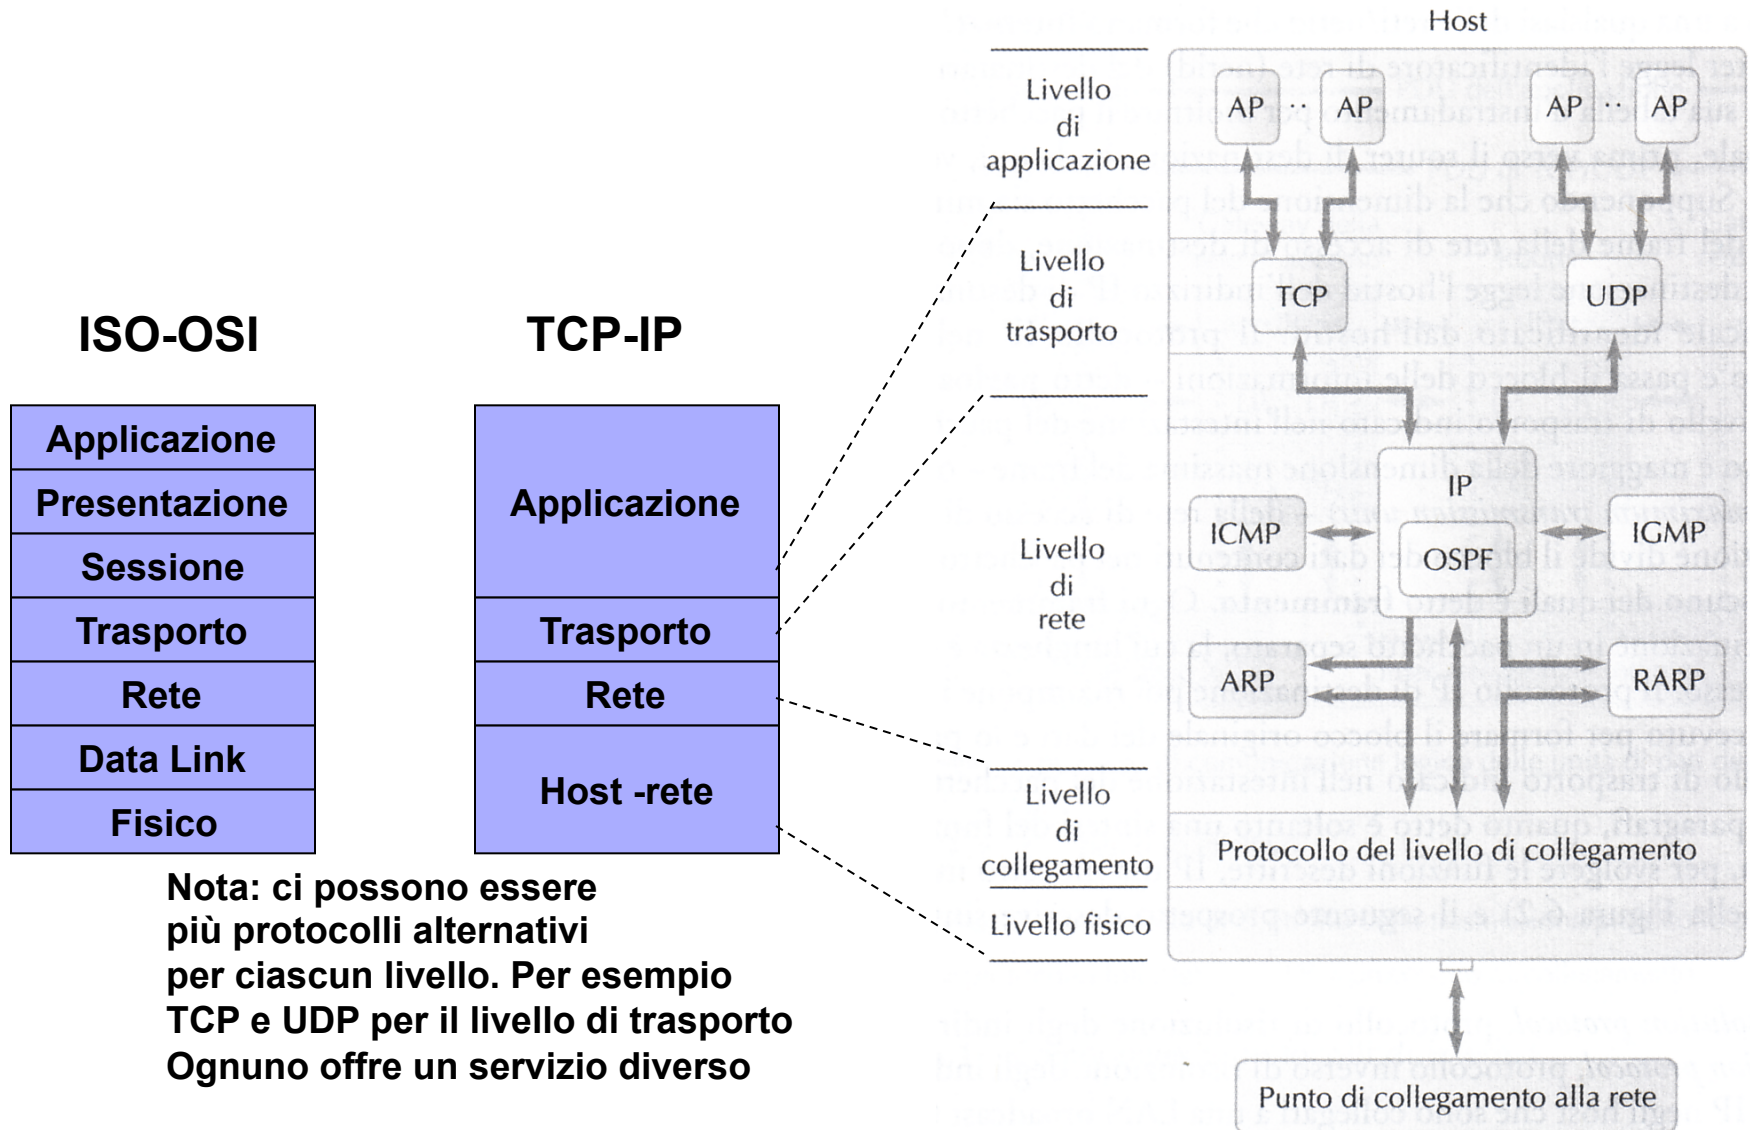 Host
ISO-OSI
Applicazione
Presentazione
Sessione
Trasporto
Rete
Data Link
Fisico
TCP-IP
Applicazione
Trasporto
Rete
Host -rete
Nota: ci possono essere
più protocolli alternativi
per ciascun livello. Per esempio
TCP e UDP per il livello di trasporto
Ognuno offre un servizio diverso
Livello
di
applicazione
Livello
di
trasporto
Livello
di
rete
Livello
di
collegamento
Livello fisico
AP ·· AP
AP ·· AP
TCP
UDP
IP
ICMP
OSPF
IGMP
ARP
RARP
Protocollo del livello di collegamento
Punto di collegamento alla rete